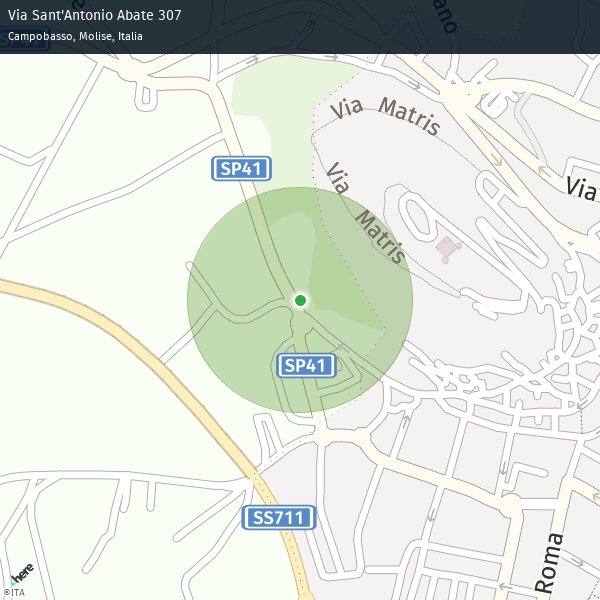 Via Sant'Antonio Abate 307
Campobasso, Molise, Italia
Via Matris
SP41
Via
Via Matris
SP41
SS711
Roma
here
©ITA